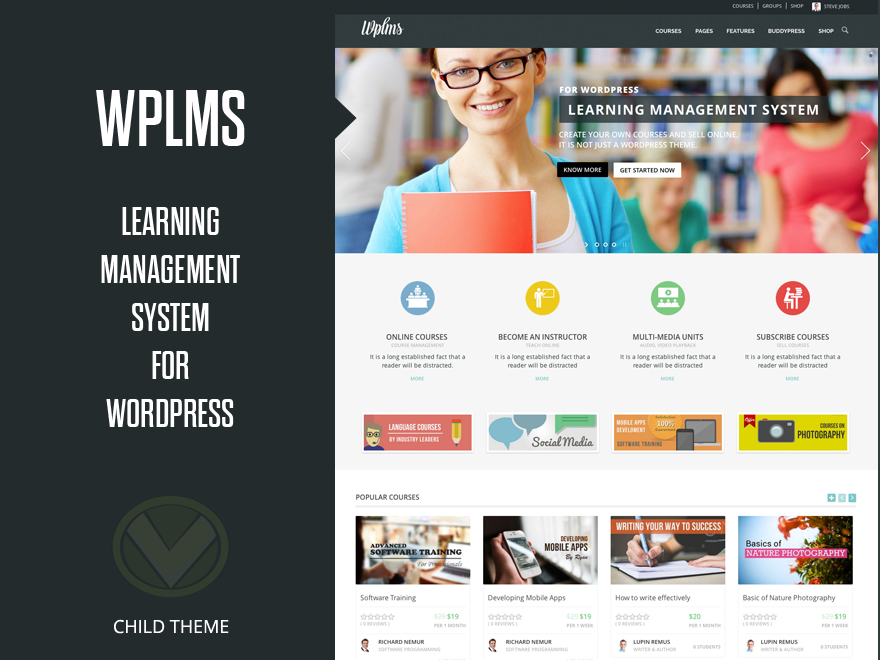 WPLMS
LEARNING
MANAGEMENT
SYSTEM
FOR
WORDPRESS
CHILD THEME
COURSES | GROUPS | SHOP STEVE JOBS
Wplms
COURSES PAGES FEATURES BUDDYPRESS SHOP
FOR WORDPRESS
LEARNING MANAGEMENT SYSTEM
CREATE YOUR OWN COURSES AND SELL ONLINE.
IT IS NOT JUST A WORDPRESS THEME.
KNOW MORE GET STARTED NOW
ONLINE COURSES
COURSE MANAGEMENT
It is a long established fact that a
reader will be distracted.
MORE
BECOME AN INSTRUCTOR
TEACH ONLINE
It is a long established fact that a
reader will be distracted
MORE
MULTI-MEDIA UNITS
AUDIO, VIDEO PLAYBACK
It is a long established fact that a
reader will be distracted
MORE
SUBSCRIBE COURSES
SELL COURSES
It is a long established fact that a
reader will be distracted
MORE
LANGUAGE COURSES
BY INDUSTRY LEADERS
Social Media
MOBILE APPS
DEVELOPMENT
100%
SOFTWARE TRAINING
Offer
COURSES ON
PHOTOGRAPHY
POPULAR COURSES
ADVANCED
SOFTWARE TRAINING
For Professionals
Software Training
$29 $19
( 0 REVIEWS )
PER 1 MONTH
RICHARD NEMUR
SOFTWARE PROGRAMMING
DEVELOPING
MOBILE APPS
By Ryan
Developing Mobile Apps
$29 $19
( 0 REVIEWS )
PER 1 WEEK
RICHARD NEMUR
SOFTWARE PROGRAMMING
WRITING YOUR WAY TO SUCCESS
How to write effectively
$20
( 0 REVIEWS )
PER 1 MONTH
LUPIN REMUS
WRITER & AUTHOR
0 STUDENTS
Basics of
NATURE PHOTOGRAPHY
Basic of Nature Photography
$29 $19
( 0 REVIEWS )
PER 1 WEEK
LUPIN REMUS
WRITER & AUTHOR
0 STUDENTS